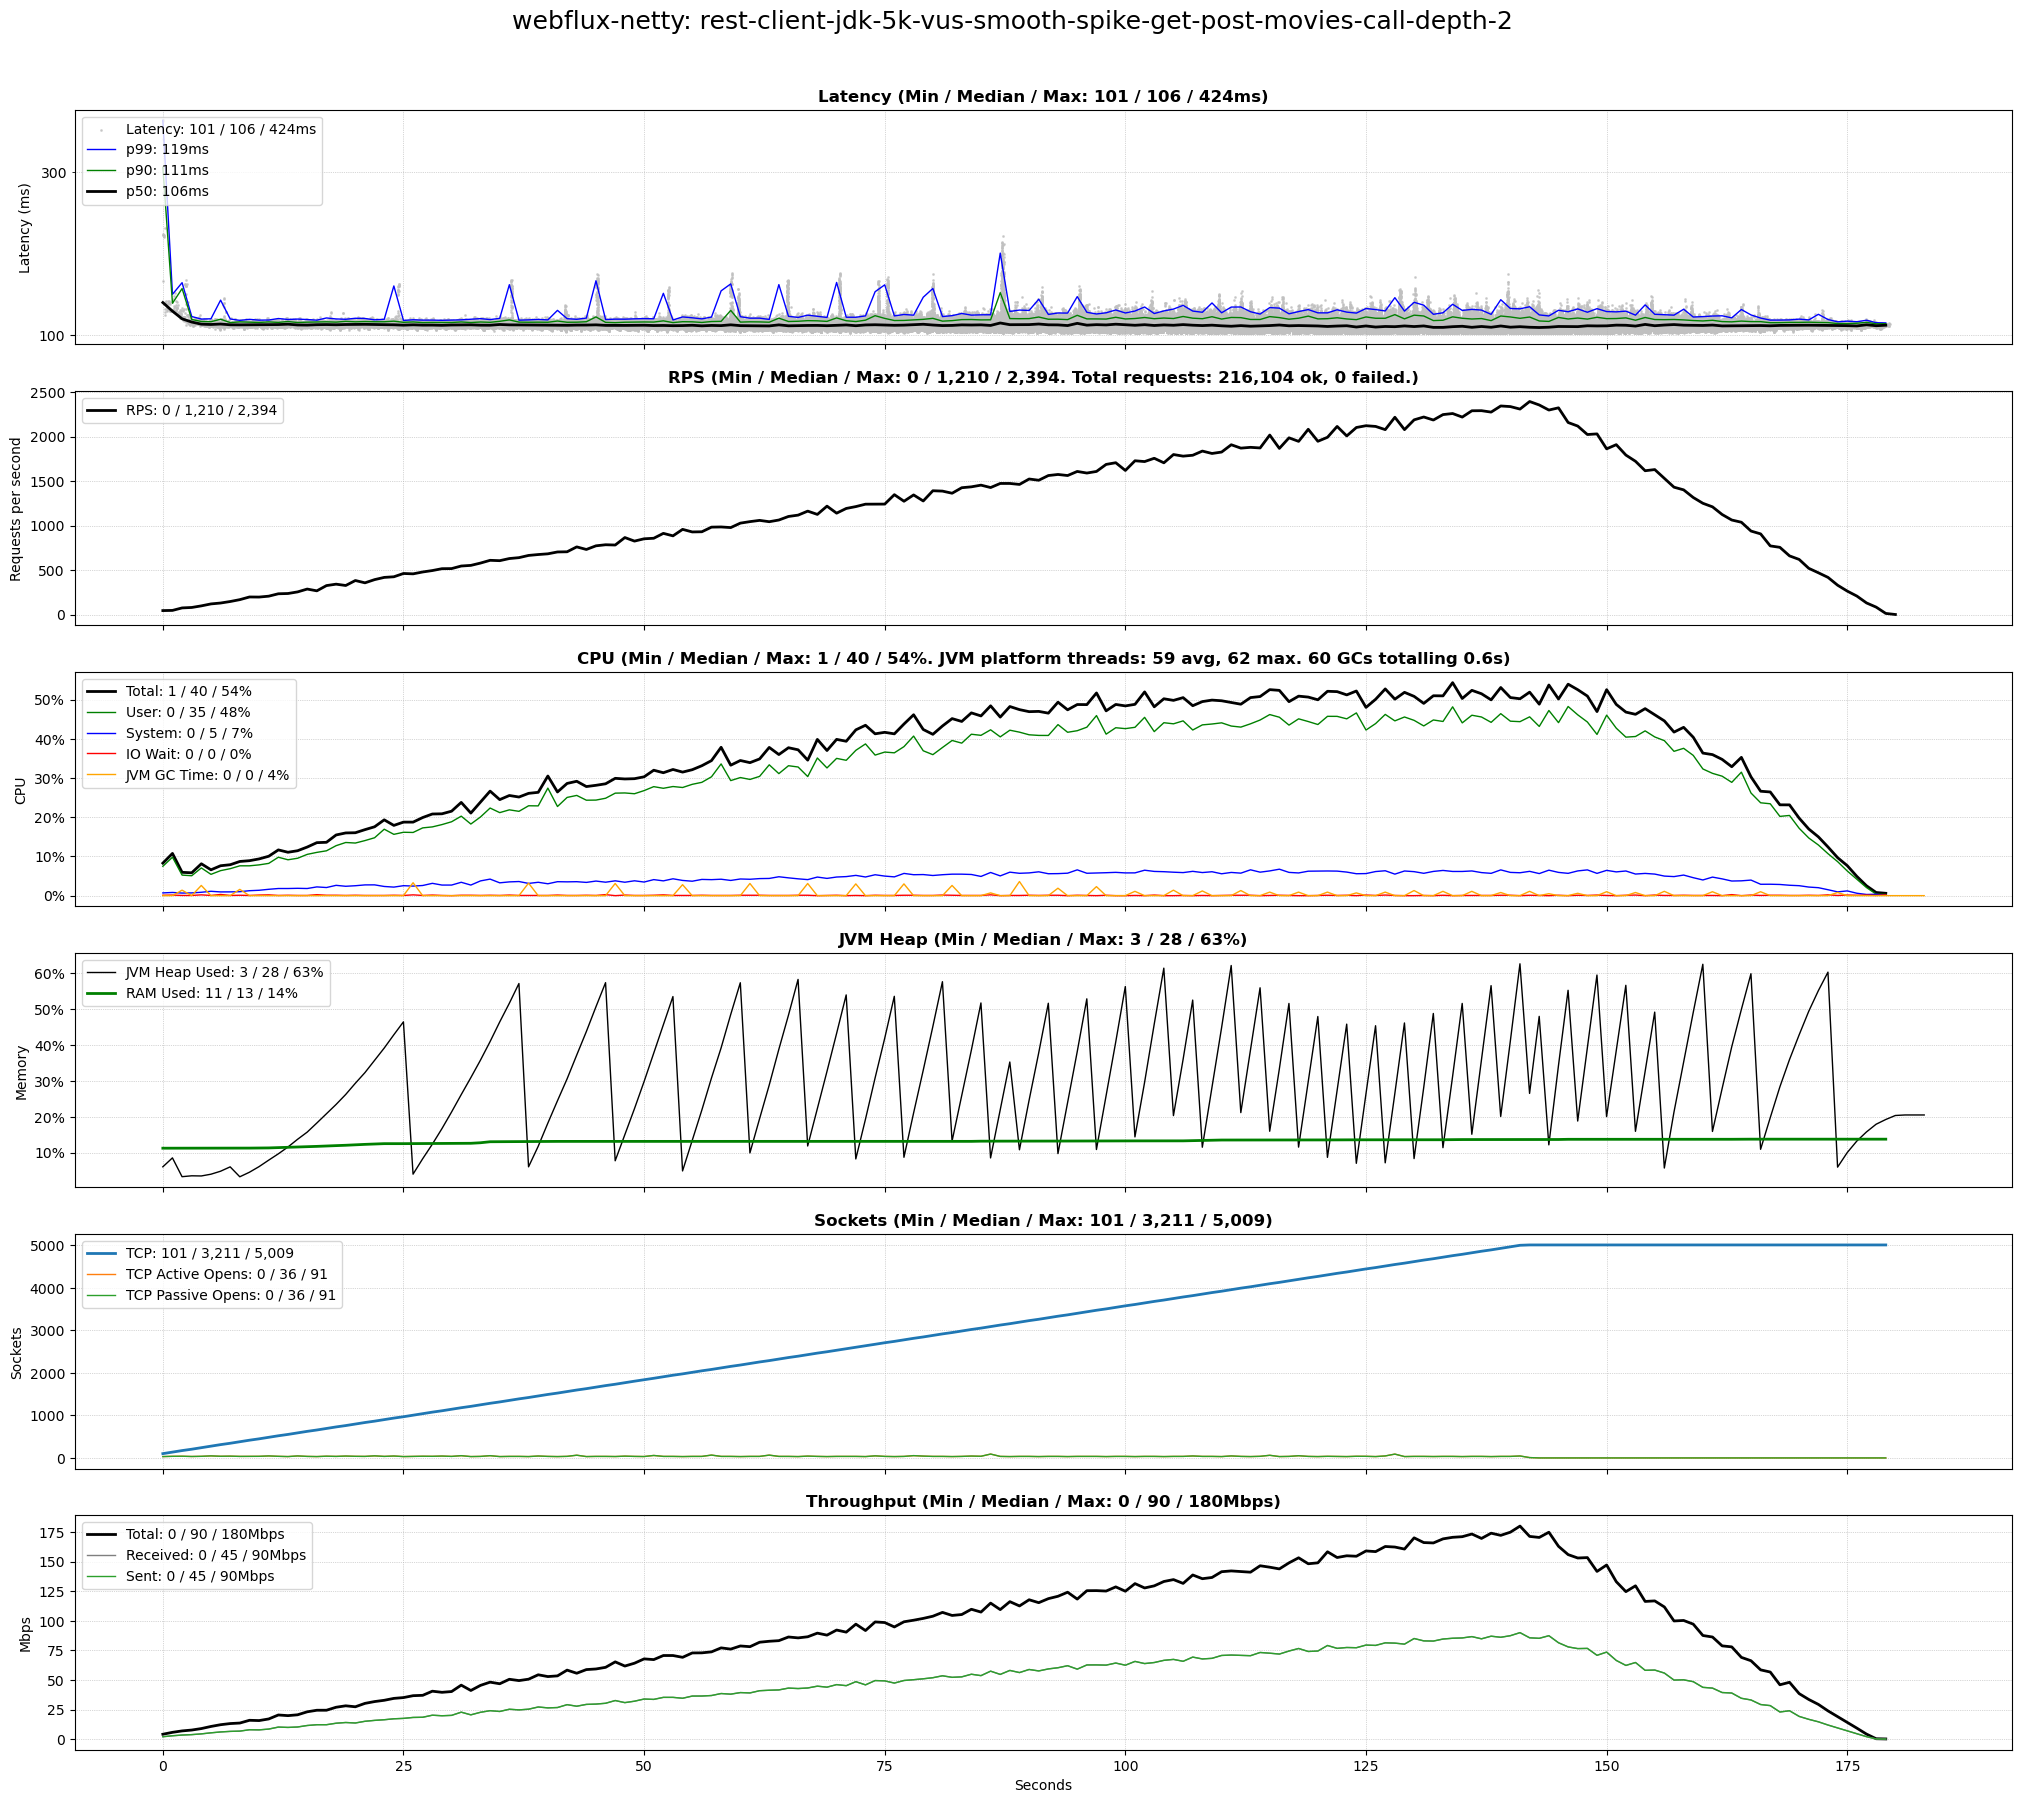 webflux-netty: rest-client-jdk-5k-vus-smooth-spike-get-post-movies-call-depth-2
Latency (Min / Median / Max: 101 / 106 / 424ms)
Latency: 101 / 106 / 424ms
p99: 119ms
p90: 111ms
p50: 106ms
300
100
Latency (ms)
RPS (Min / Median / Max: 0 / 1,210 / 2,394. Total requests: 216,104 ok, 0 failed.)
RPS: 0 / 1,210 / 2,394
2500
2000
1500
1000
500
0
Requests per second
CPU (Min / Median / Max: 1 / 40 / 54%. JVM platform threads: 59 avg, 62 max. 60 GCs totalling 0.6s)
Total: 1 / 40 / 54%
User: 0 / 35 / 48%
System: 0 / 5 / 7%
IO Wait: 0 / 0 / 0%
JVM GC Time: 0 / 0 / 4%
50%
40%
30%
20%
10%
0%
CPU
JVM Heap (Min / Median / Max: 3 / 28 / 63%)
JVM Heap Used: 3 / 28 / 63%
RAM Used: 11 / 13 / 14%
60%
50%
40%
30%
20%
10%
Memory
Sockets (Min / Median / Max: 101 / 3,211 / 5,009)
TCP: 101 / 3,211 / 5,009
TCP Active Opens: 0 / 36 / 91
TCP Passive Opens: 0 / 36 / 91
5000
4000
3000
2000
1000
0
Sockets
Throughput (Min / Median / Max: 0 / 90 / 180Mbps)
Total: 0 / 90 / 180Mbps
Received: 0 / 45 / 90Mbps
Sent: 0 / 45 / 90Mbps
175
150
125
100
75
50
25
0
Mbps
0 25 50 75 100 125 150 175
Seconds